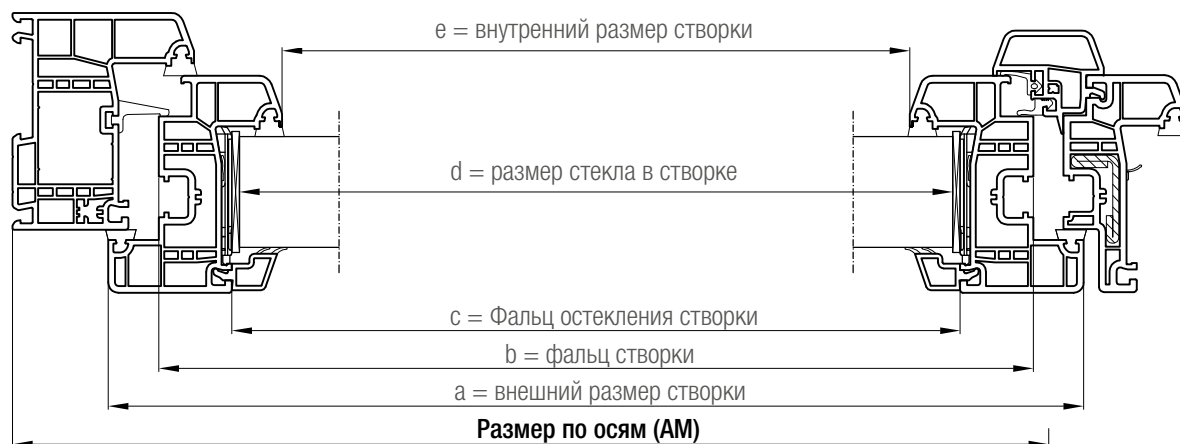 e = внутренний размер створки
d = размер стекла в створке
c = Фальц остекления створки
b = фальц створки
a = внешний размер створки
Размер по осям (AM)